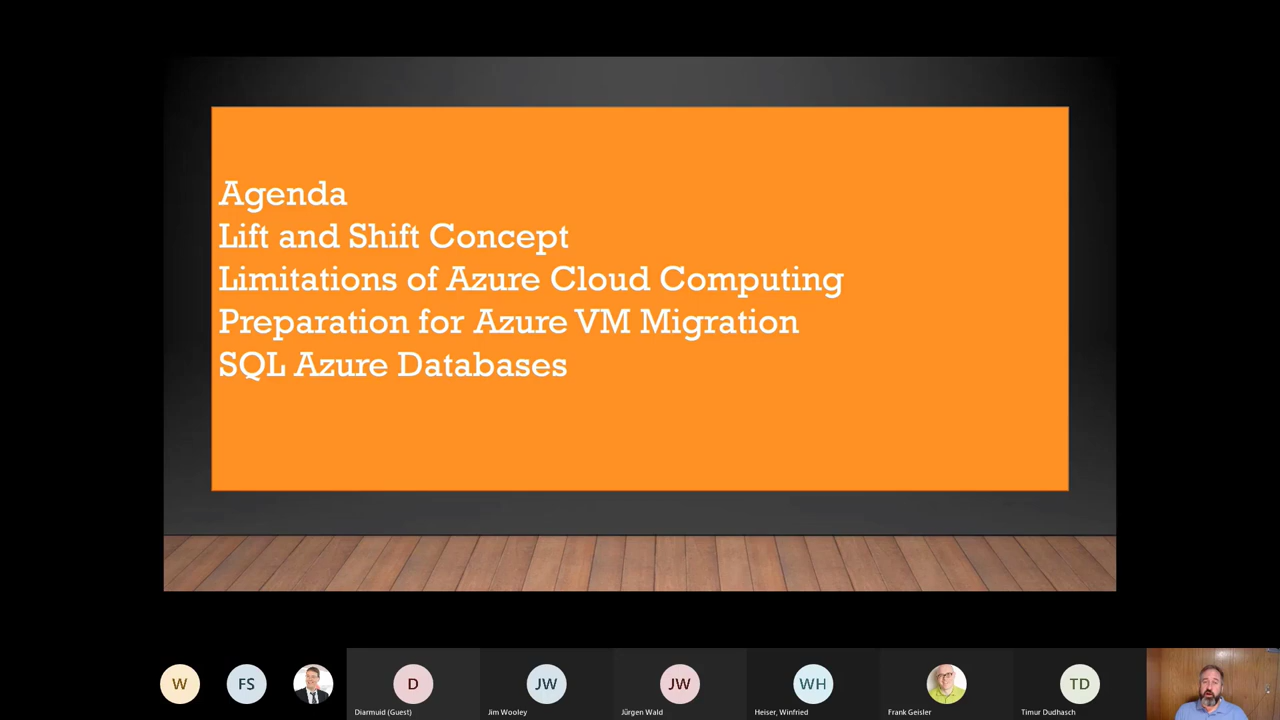 Agenda
Lift and Shift Concept
Limitations of Azure Cloud Computing
Preparation for Azure VM Migration
SQL Azure Databases
W
FS
D
JW
JW
WH
TD
Diarmuid (Guest)
Jim Wooley
Jürgen Wald
Heiser, Winfried
Frank Geisler
Timur Dudhasch